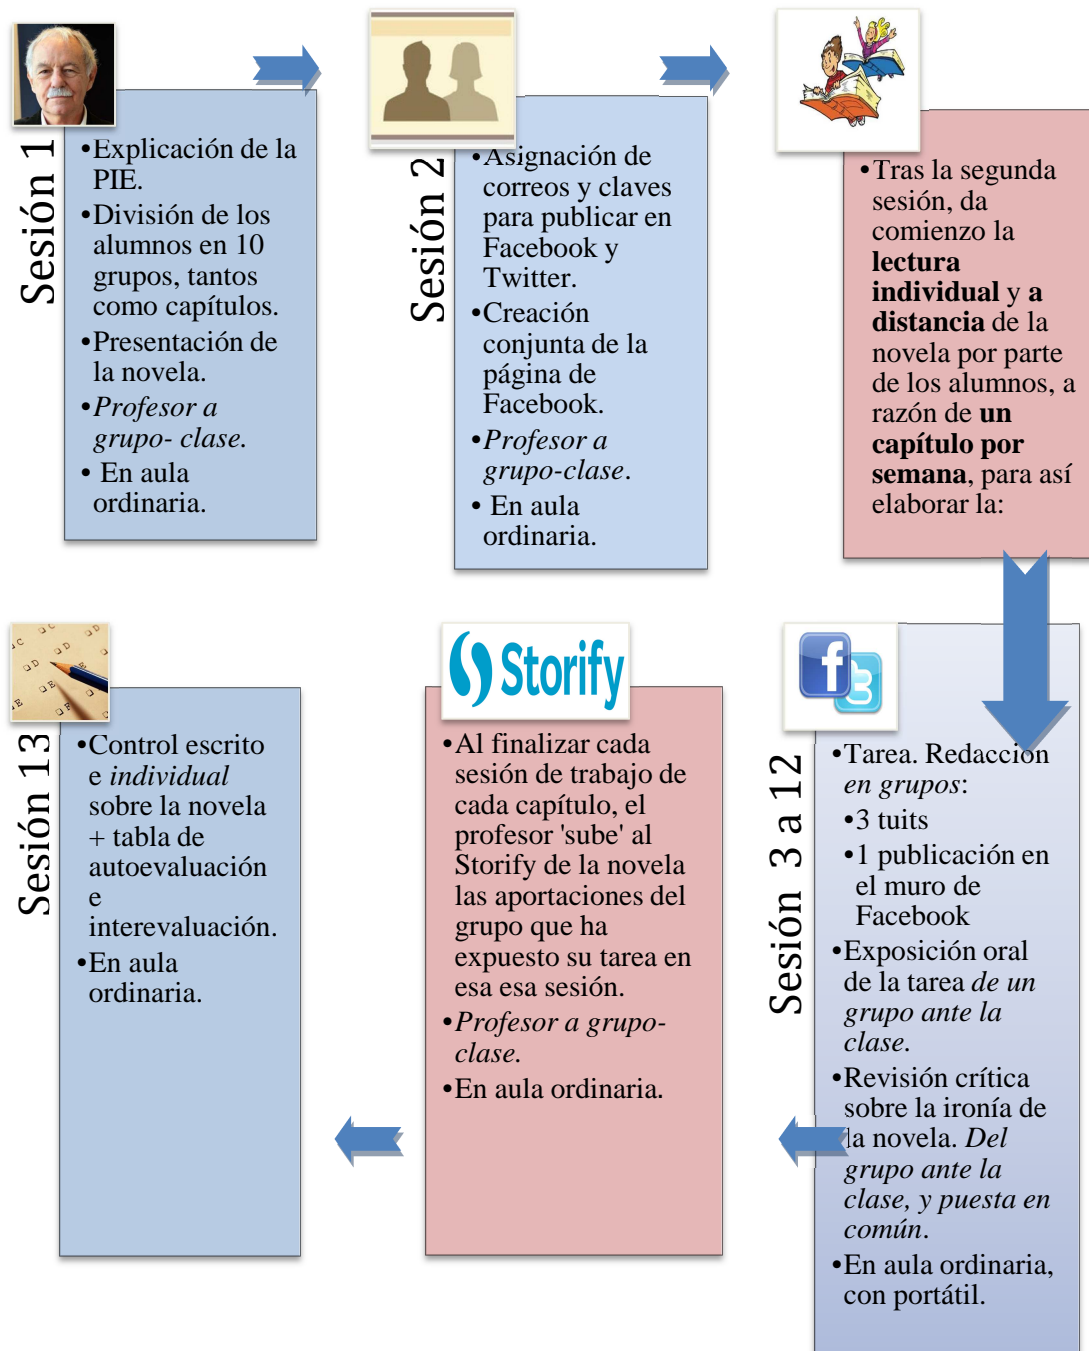 Sesión 1
•Explicación de la
PIE.
•División de los
alumnos en 10
grupos, tantos
como capítulos.
•Presentación de
la novela.
•Profesor a
grupo- clase.
• En aula
ordinaria.
Sesión 2
•Asignación de
correos y claves
para publicar en
Facebook y
Twitter.
•Creación
conjunta de la
página de
Facebook.
•Profesor a
grupo-clase.
• En aula
ordinaria.
•Tras la segunda
sesión, da
comienzo la
lectura
individual y a
distancia de la
novela por parte
de los alumnos, a
razón de un
capítulo por
semana, para así
elaborar la:
Sesión 3 a 12
•Tarea. Redacción
en grupos:
•3 tuits
•1 publicación en
el muro de
Facebook
•Exposición oral
de la tarea de un
grupo ante la
clase.
•Revisión crítica
sobre la ironía de
la novela. Del
grupo ante la
clase, y puesta en
común.
•En aula ordinaria,
con portátil.
Storify
•Al finalizar cada
sesión de trabajo de
cada capítulo, el
profesor 'sube' al
Storify de la novela
las aportaciones del
grupo que ha
expuesto su tarea en
esa esa sesión.
•Profesor a grupo-
clase.
•En aula ordinaria.
Sesión 13
•Control escrito
e individual
sobre la novela
+ tabla de
autoevaluación
e
interevaluación.
•En aula
ordinaria.